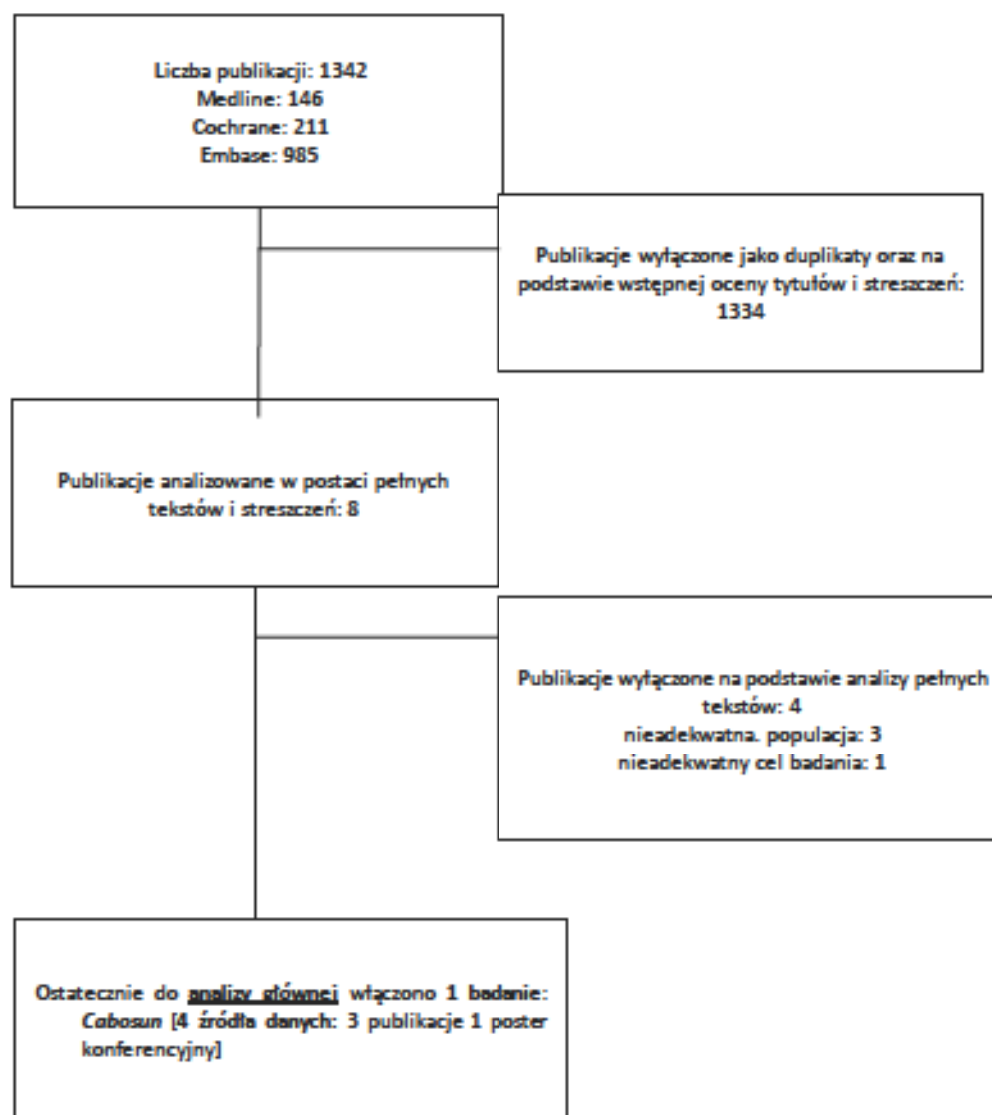 Liczba publikacji: 1342
Medline: 146
Cochrane: 211
Embase: 985
Publikacje wyłączone jako duplikaty oraz na
podstawie wstępnej oceny tytułów i streszczeń:
1334
Publikacje analizowane w postaci pełnych
tekstów i streszczeń: 8
Publikacje wyłączone na podstawie analizy pełnych
tekstów: 4
nieadekwatna. populacja: 3
nieadekwatny cel badania: 1
Ostatecznie do analizy głównej włączono 1 badanie:
Cabosun [4 źródła danych: 3 publikacje 1 poster
konferencyjny]